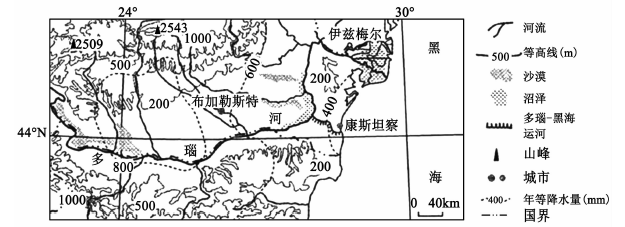 24° 30°
2543
2509
1000
伊兹梅尔
黑
500
600
200
200
布加勒斯特
400
河
康斯坦察
44°N
多
瑙
800
200
海
1000
500
0 40km
河流
500 等高线(m)
沙漠
沼泽
多瑙-黑海
运河
山峰
城市
400 年等降水量(mm)
国界